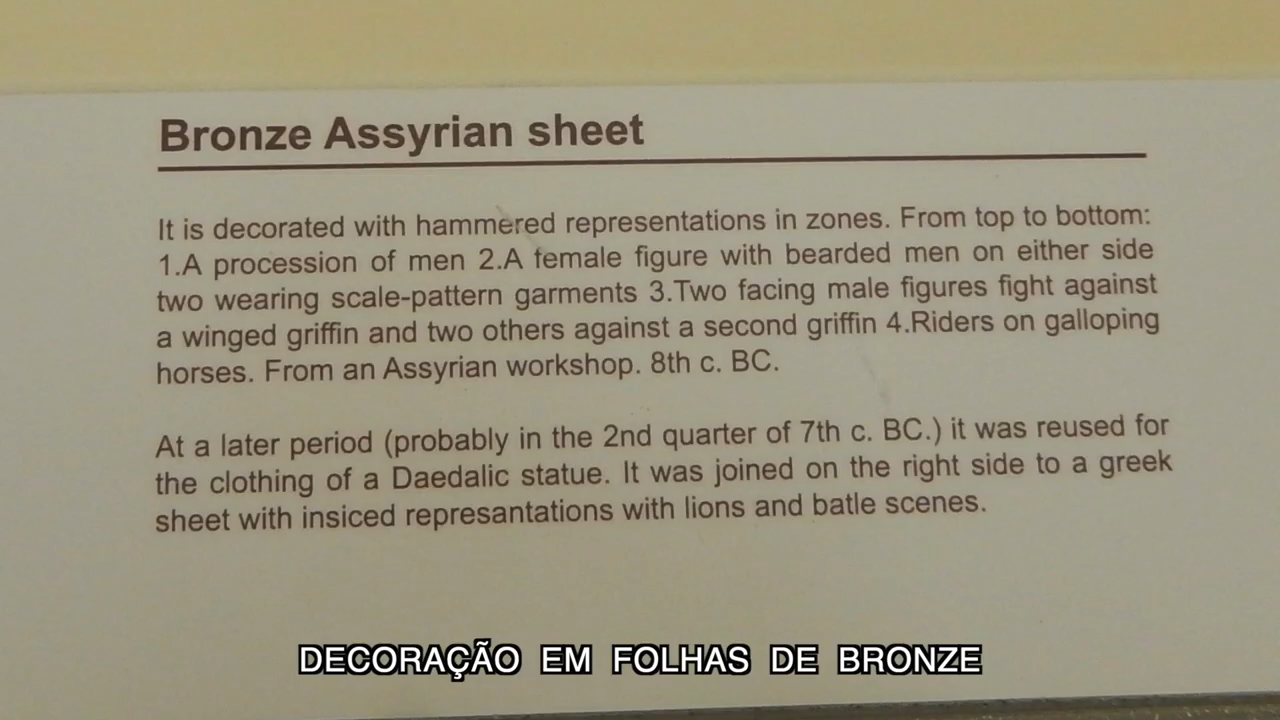 Bronze Assyrian sheet
It is decorated with hammered representations in zones. From top to bottom:
1.A procession of men 2.A female figure with bearded men on either side
two wearing scale-pattern garments 3.Two facing male figures fight against
a winged griffin and two others against a second griffin 4.Riders on galloping
horses. From an Assyrian workshop. 8th c. BC.
At a later period (probably in the 2nd quarter of 7th c. BC.) it was reused for
the clothing of a Daedalic statue. It was joined on the right side to a greek
sheet with insiced represantations with lions and batle scenes.
DECORAÇÃO EM FOLHAS DE BRONZE